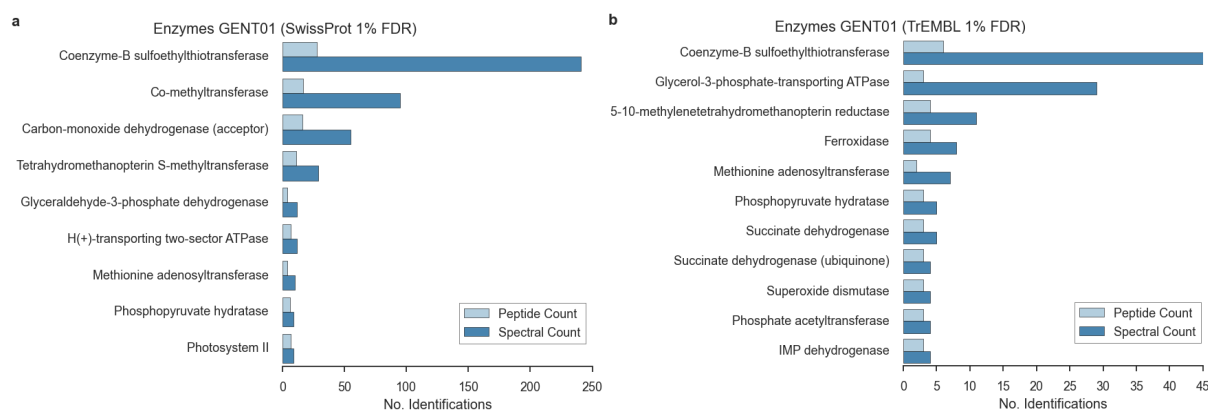 a
Enzymes GENT01 (SwissProt 1% FDR)
Coenzyme-B sulfoethylthiotransferase
Co-methyltransferase
Carbon-monoxide dehydrogenase (acceptor)
Tetrahydromethanopterin S-methyltransferase
Glyceraldehyde-3-phosphate dehydrogenase
H(+)-transporting two-sector ATPase
Methionine adenosyltransferase
Phosphopyruvate hydratase
Photosystem II
Peptide Count
Spectral Count
0 50 100 150 200 250
No. Identifications
b
Enzymes GENT01 (TrEMBL 1% FDR)
Coenzyme-B sulfoethylthiotransferase
Glycerol-3-phosphate-transporting ATPase
5-10-methylenetetrahydromethanopterin reductase
Ferroxidase
Methionine adenosyltransferase
Phosphopyruvate hydratase
Succinate dehydrogenase
Succinate dehydrogenase (ubiquinone)
Superoxide dismutase
Phosphate acetyltransferase
IMP dehydrogenase
Peptide Count
Spectral Count
0 5 10 15 20 25 30 35 40 45
No. Identifications